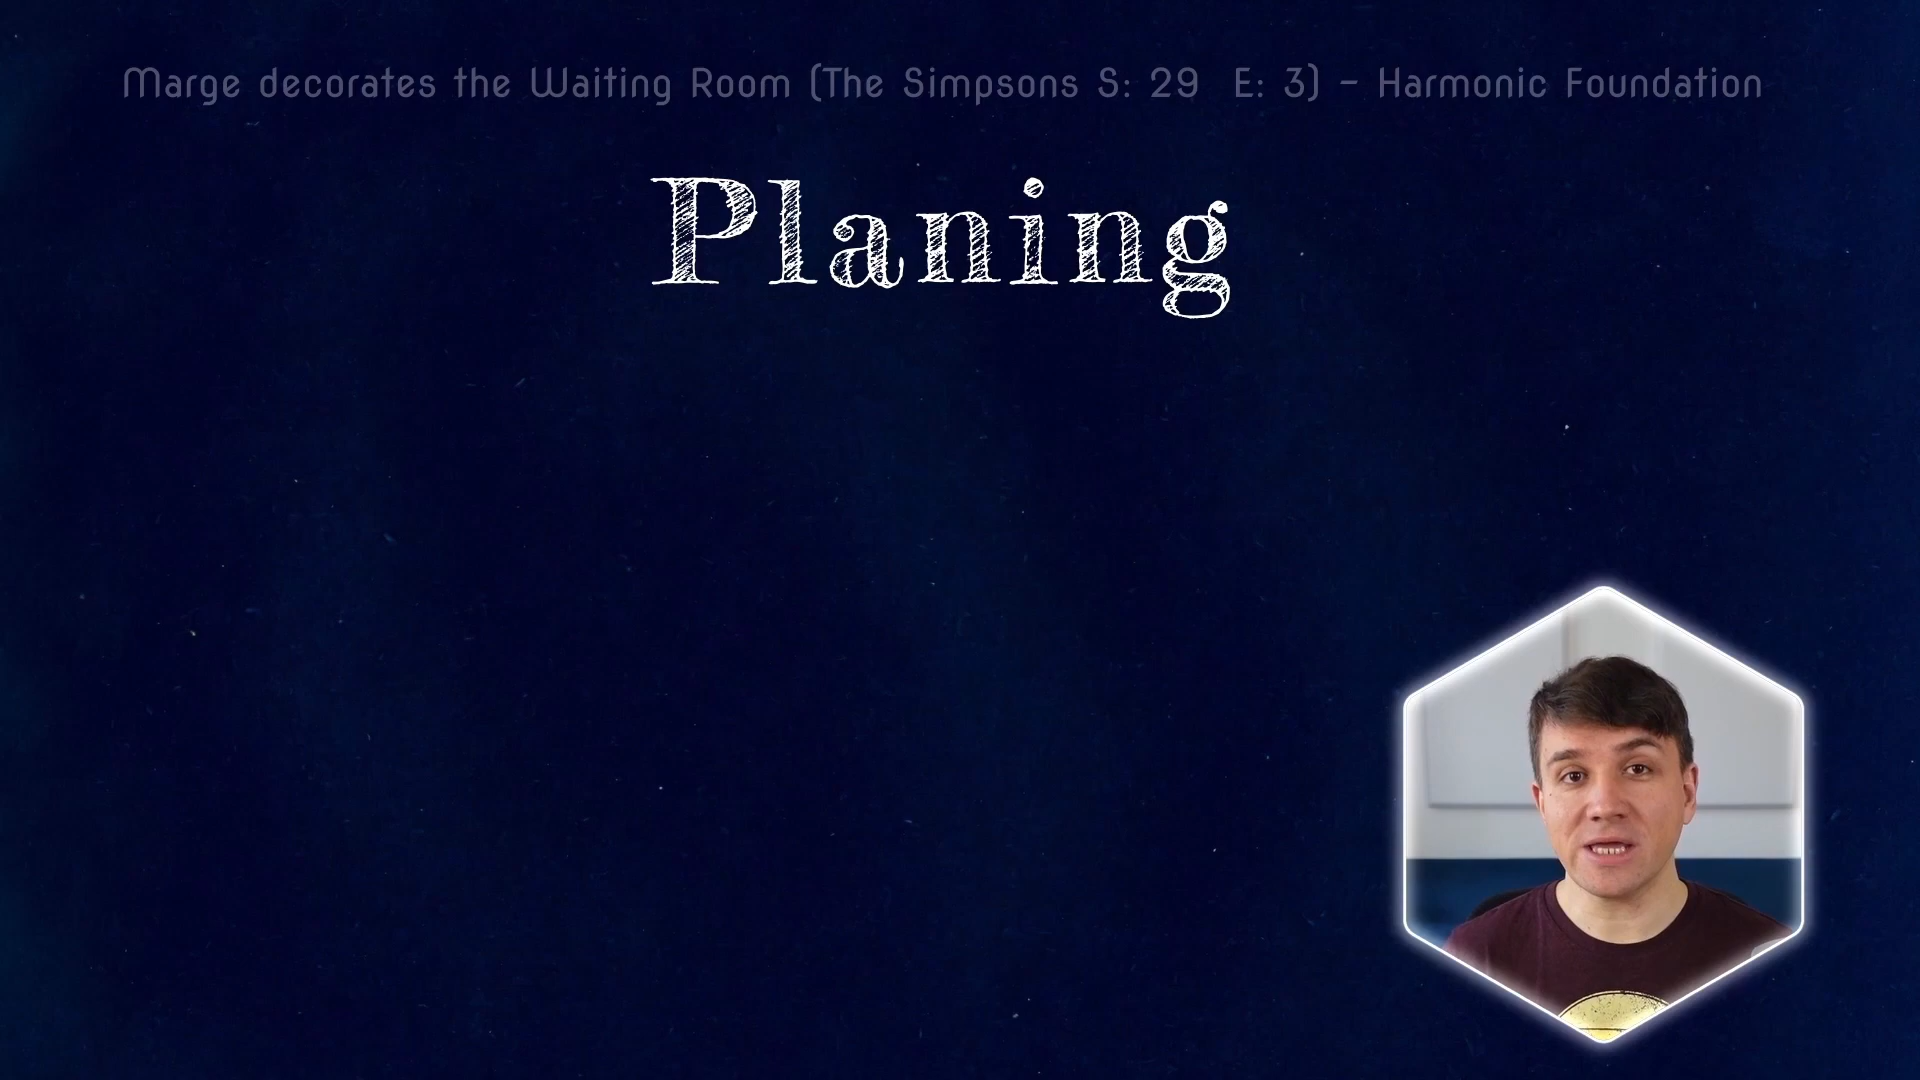 Marge decorates the Waiting Room (The Simpsons S: 29 E: 3) - Harmonic Foundation
Planing